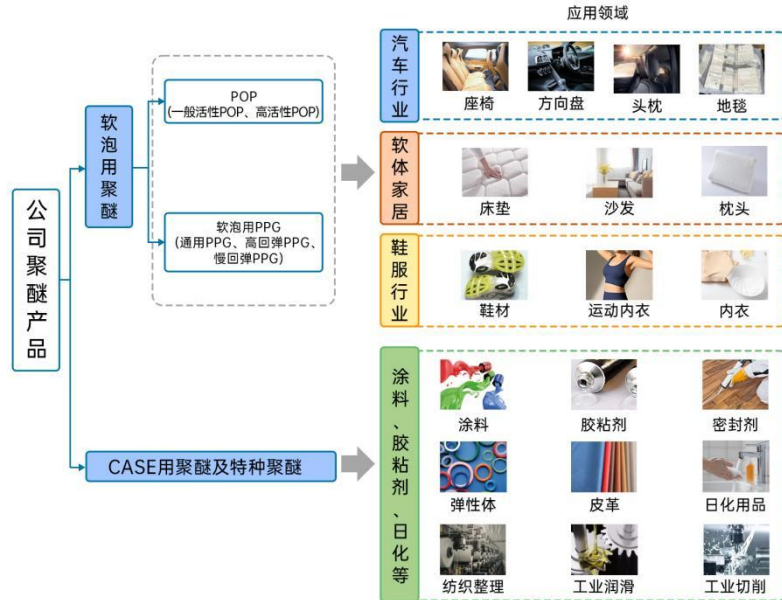 应用领域
公司聚醚产品
软泡用聚醚
POP
(一般活性POP、高活性POP)
软泡用PPG
(通用PPG、高回弹PPG、
慢回弹PPG)
CASE用聚醚及特种聚醚
汽车行业
座椅
方向盘
头枕
地毯
软体家居
床垫
沙发
枕头
鞋服行业
鞋材
运动内衣
内衣
涂料、胶粘剂、日化等
涂料
胶粘剂
密封剂
弹性体
皮革
日化用品
纺织整理
工业润滑
工业切削